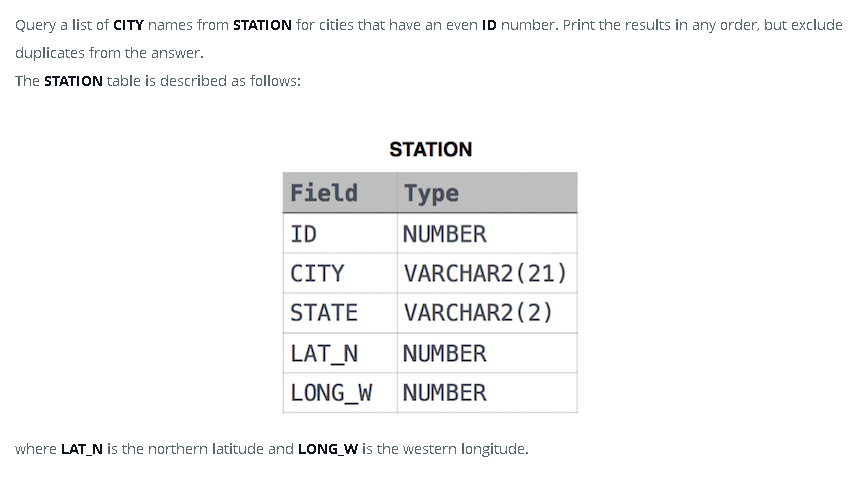 Query a list of CITY names from STATION for cities that have an even ID number. Print the results in any order, but exclude
duplicates from the answer.
The STATION table is described as follows:
STATION
Field Type
ID NUMBER
CITY VARCHAR2(21)
STATE VARCHAR2(2)
LAT_N NUMBER
LONG_W NUMBER
where LAT_N is the northern latitude and LONG_W is the western longitude.